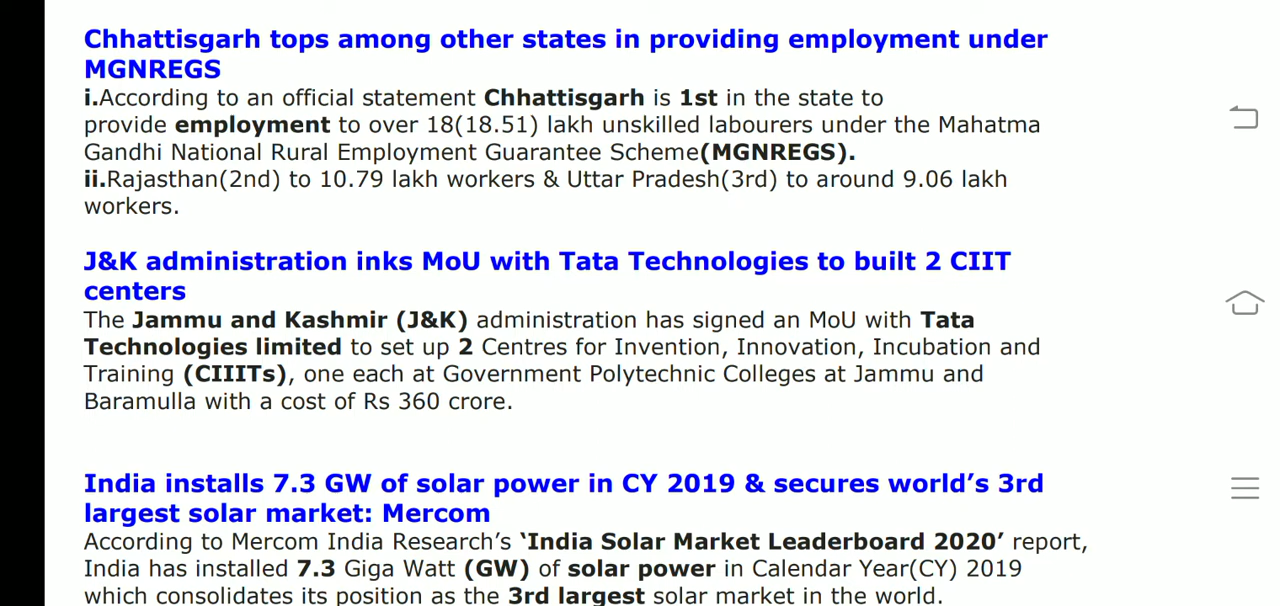 Chhattisgarh tops among other states in providing employment under
MGNREGS
i.According to an official statement Chhattisgarh is 1st in the state to
provide employment to over 18(18.51) lakh unskilled labourers under the Mahatma
Gandhi National Rural Employment Guarantee Scheme(MGNREGS).
ii.Rajasthan(2nd) to 10.79 lakh workers & Uttar Pradesh(3rd) to around 9.06 lakh
workers.
J&K administration inks MoU with Tata Technologies to built 2 CIIT
centers
The Jammu and Kashmir (J&K) administration has signed an MoU with Tata
Technologies limited to set up 2 Centres for Invention, Innovation, Incubation and
Training (CIIITs), one each at Government Polytechnic Colleges at Jammu and
Baramulla with a cost of Rs 360 crore.
India installs 7.3 GW of solar power in CY 2019 & secures world’s 3rd
largest solar market: Mercom
According to Mercom India Research’s ‘India Solar Market Leaderboard 2020’ report,
India has installed 7.3 Giga Watt (GW) of solar power in Calendar Year(CY) 2019
which consolidates its position as the 3rd largest solar market in the world.